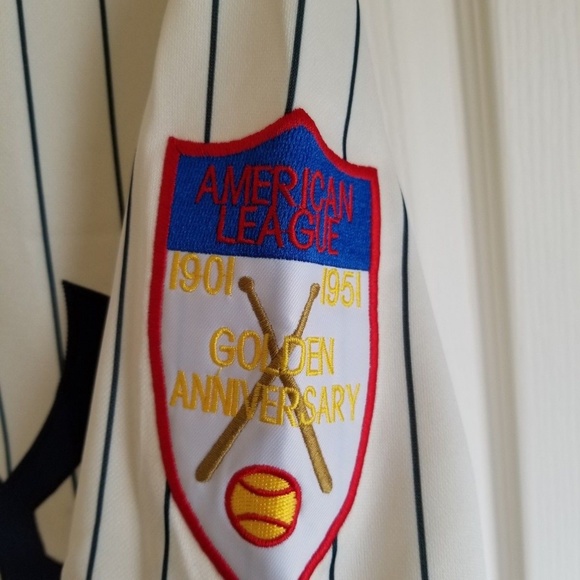 AMERICAN
LEAGUE
1901 1951
GOLDEN
ANNIVERSARY